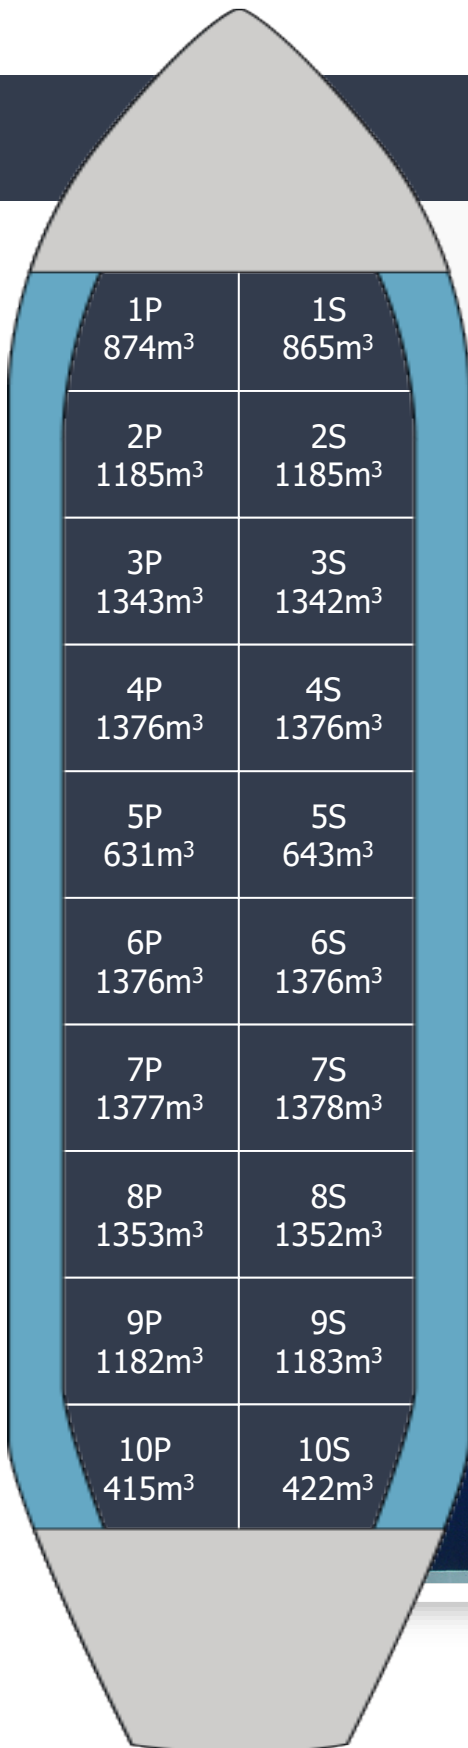 1P 1S
874m³ 865m³
2P 2S
1185m³ 1185m³
3P 3S
1343m³ 1342m³
4P 4S
1376m³ 1376m³
5P 5S
631m³ 643m³
6P 6S
1376m³ 1376m³
7P 7S
1377m³ 1378m³
8P 8S
1353m³ 1352m³
9P 9S
1182m³ 1183m³
10P 10S
415m³ 422m³